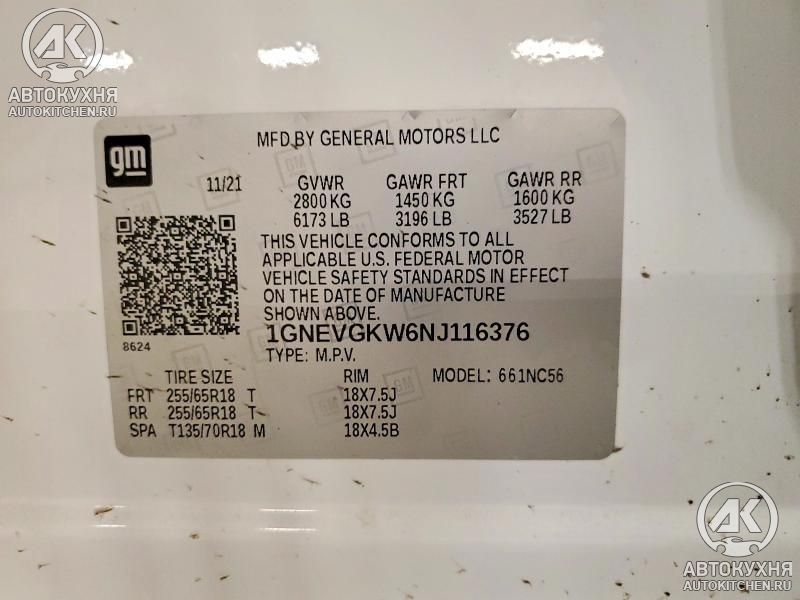 AK
АВТОКУХНЯ
AUTOKITCHEN.RU
gm
MFD BY GENERAL MOTORS LLC
11/21 GVWR GAWR FRT GAWR RR
2800 KG 1450 KG 1600 KG
6173 LB 3196 LB 3527 LB
THIS VEHICLE CONFORMS TO ALL
APPLICABLE U.S. FEDERAL MOTOR
VEHICLE SAFETY STANDARDS IN EFFECT
ON THE DATE OF MANUFACTURE
SHOWN ABOVE.
8624
1GNEVGKW6NJ116376
TYPE: M.P.V.
TIRE SIZE RIM MODEL: 661NC56
FRT 255/65R18 T 18X7.5J
RR 255/65R18 T 18X7.5J
SPA T135/70R18 M 18X4.5B
AK
АВТОКУХНЯ
AUTOKITCHEN.RU